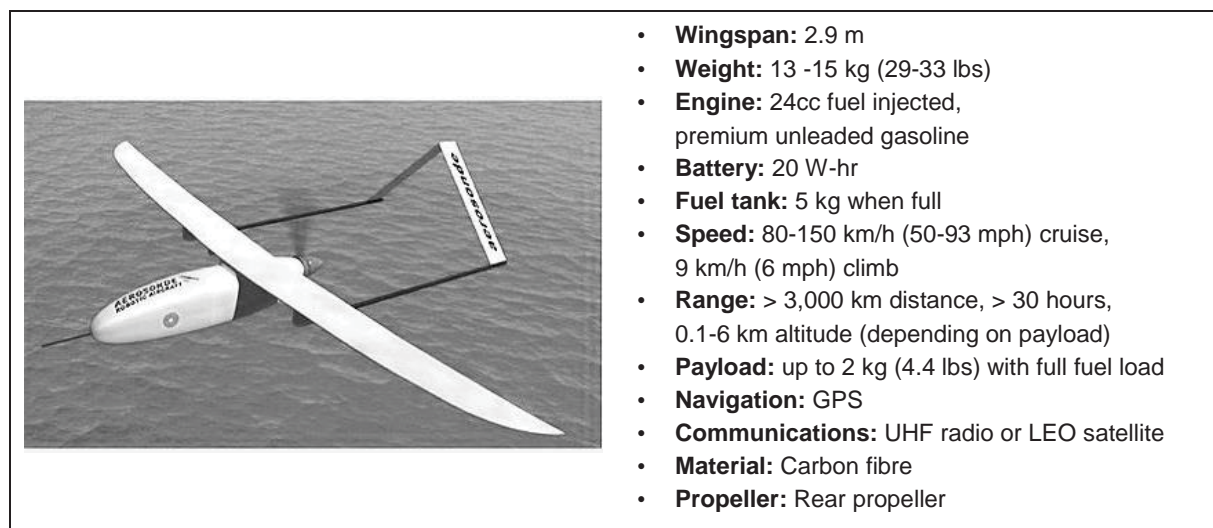 AEROSONDE
ROBOTIC AIRCRAFT
aerosonde
• Wingspan: 2.9 m
• Weight: 13 -15 kg (29-33 lbs)
• Engine: 24cc fuel injected,
premium unleaded gasoline
• Battery: 20 W-hr
• Fuel tank: 5 kg when full
• Speed: 80-150 km/h (50-93 mph) cruise,
9 km/h (6 mph) climb
• Range: > 3,000 km distance, > 30 hours,
0.1-6 km altitude (depending on payload)
• Payload: up to 2 kg (4.4 lbs) with full fuel load
• Navigation: GPS
• Communications: UHF radio or LEO satellite
• Material: Carbon fibre
• Propeller: Rear propeller